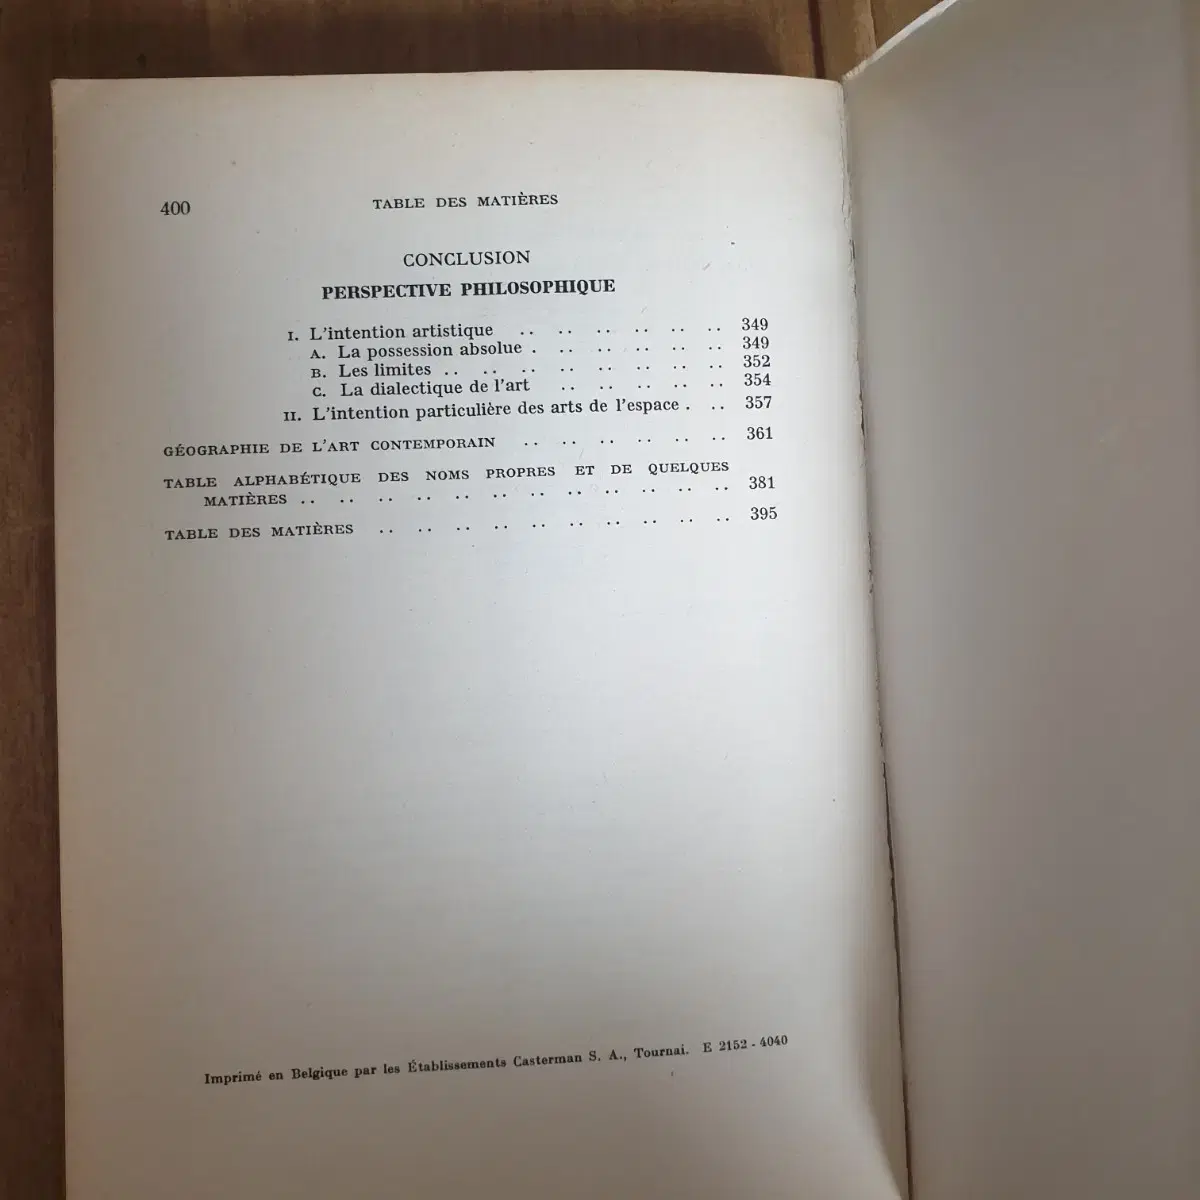 400 TABLE DES MATIÈRES
CONCLUSION
PERSPECTIVE PHILOSOPHIQUE
I. L'intention artistique .. .. .. .. .. .. 349
A. La possession absolue . .. .. .. .. .. 349
B. Les limites .. .. .. .. .. .. .. .. 352
C. La dialectique de l'art .. .. .. .. .. 354
II. L'intention particulière des arts de l'espace . .. 357
GÉOGRAPHIE DE L'ART CONTEMPORAIN .. .. .. .. .. .. 361
TABLE ALPHABÉTIQUE DES NOMS PROPRES ET DE QUELQUES
MATIÈRES .. .. .. .. .. .. .. .. .. .. .. .. 381
TABLE DES MATIÈRES .. .. .. .. .. .. .. .. .. .. 395
Imprimé en Belgique par les Établissements Casterman S. A., Tournai. E 2152 - 4040